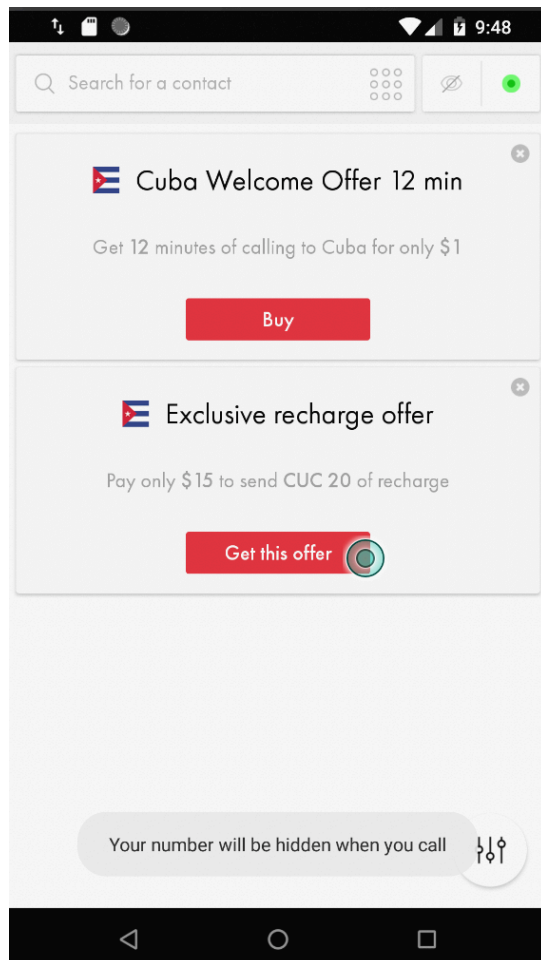 9:48
Search for a contact
Cuba Welcome Offer 12 min
Get 12 minutes of calling to Cuba for only $1
Buy
Exclusive recharge offer
Pay only $15 to send CUC 20 of recharge
Get this offer
Your number will be hidden when you call